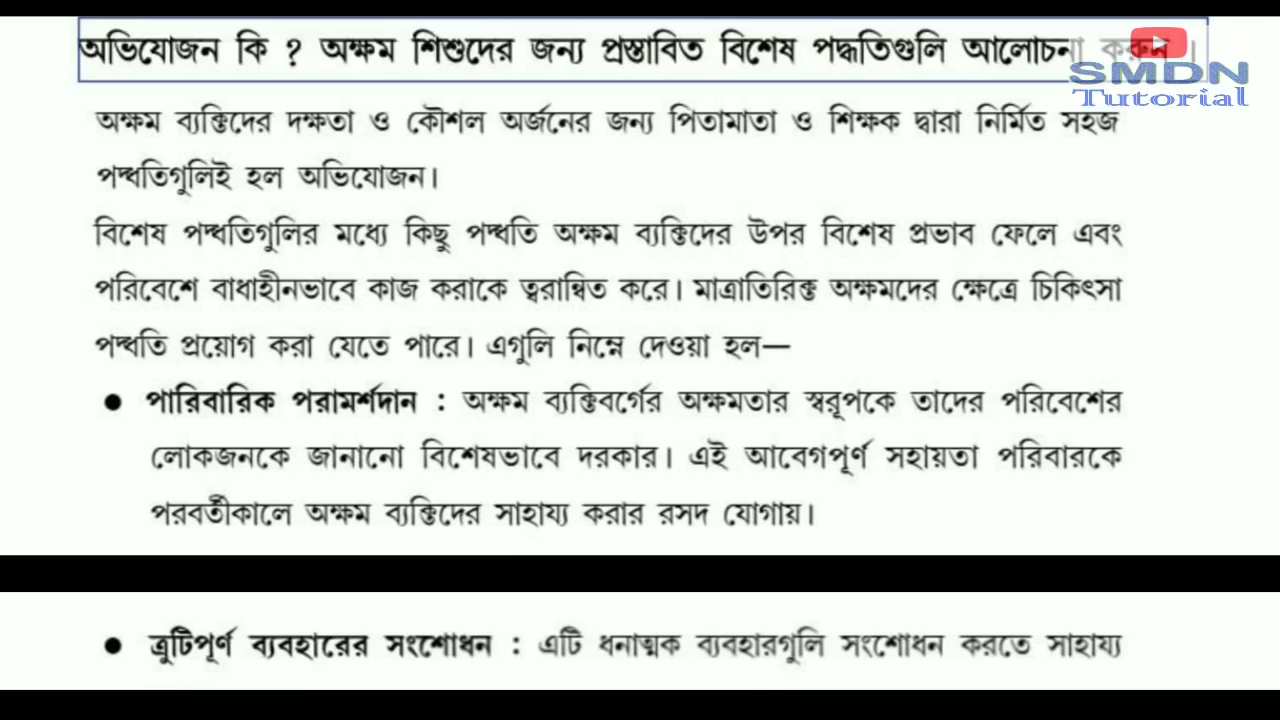 অভিযোজন কি ? অক্ষম শিশুদের জন্য প্রস্তাবিত বিশেষ পদ্ধতিগুলি আলোচনা করুন ।
SMDN
Tutorial
অক্ষম ব্যক্তিদের দক্ষতা ও কৌশল অর্জনের জন্য পিতামাতা ও শিক্ষক দ্বারা নির্মিত সহজ
পদ্ধতিগুলিই হল অভিযোজন।
বিশেষ পদ্ধতিগুলির মধ্যে কিছু পদ্ধতি অক্ষম ব্যক্তিদের উপর বিশেষ প্রভাব ফেলে এবং
পরিবেশে বাধাহীনভাবে কাজ করাকে ত্বরান্বিত করে। মাত্রাতিরিক্ত অক্ষমদের ক্ষেত্রে চিকিৎসা
পদ্ধতি প্রয়োগ করা যেতে পারে। এগুলি নিম্নে দেওয়া হল—
● পারিবারিক পরামর্শদান : অক্ষম ব্যক্তিবর্গের অক্ষমতার স্বরূপকে তাদের পরিবেশের
লোকজনকে জানানো বিশেষভাবে দরকার। এই আবেগপূর্ণ সহায়তা পরিবারকে
পরবর্তীকালে অক্ষম ব্যক্তিদের সাহায্য করার রসদ যোগায়।
● ত্রুটিপূর্ণ ব্যবহারের সংশোধন : এটি ধনাত্মক ব্যবহারগুলি সংশোধন করতে সাহায্য